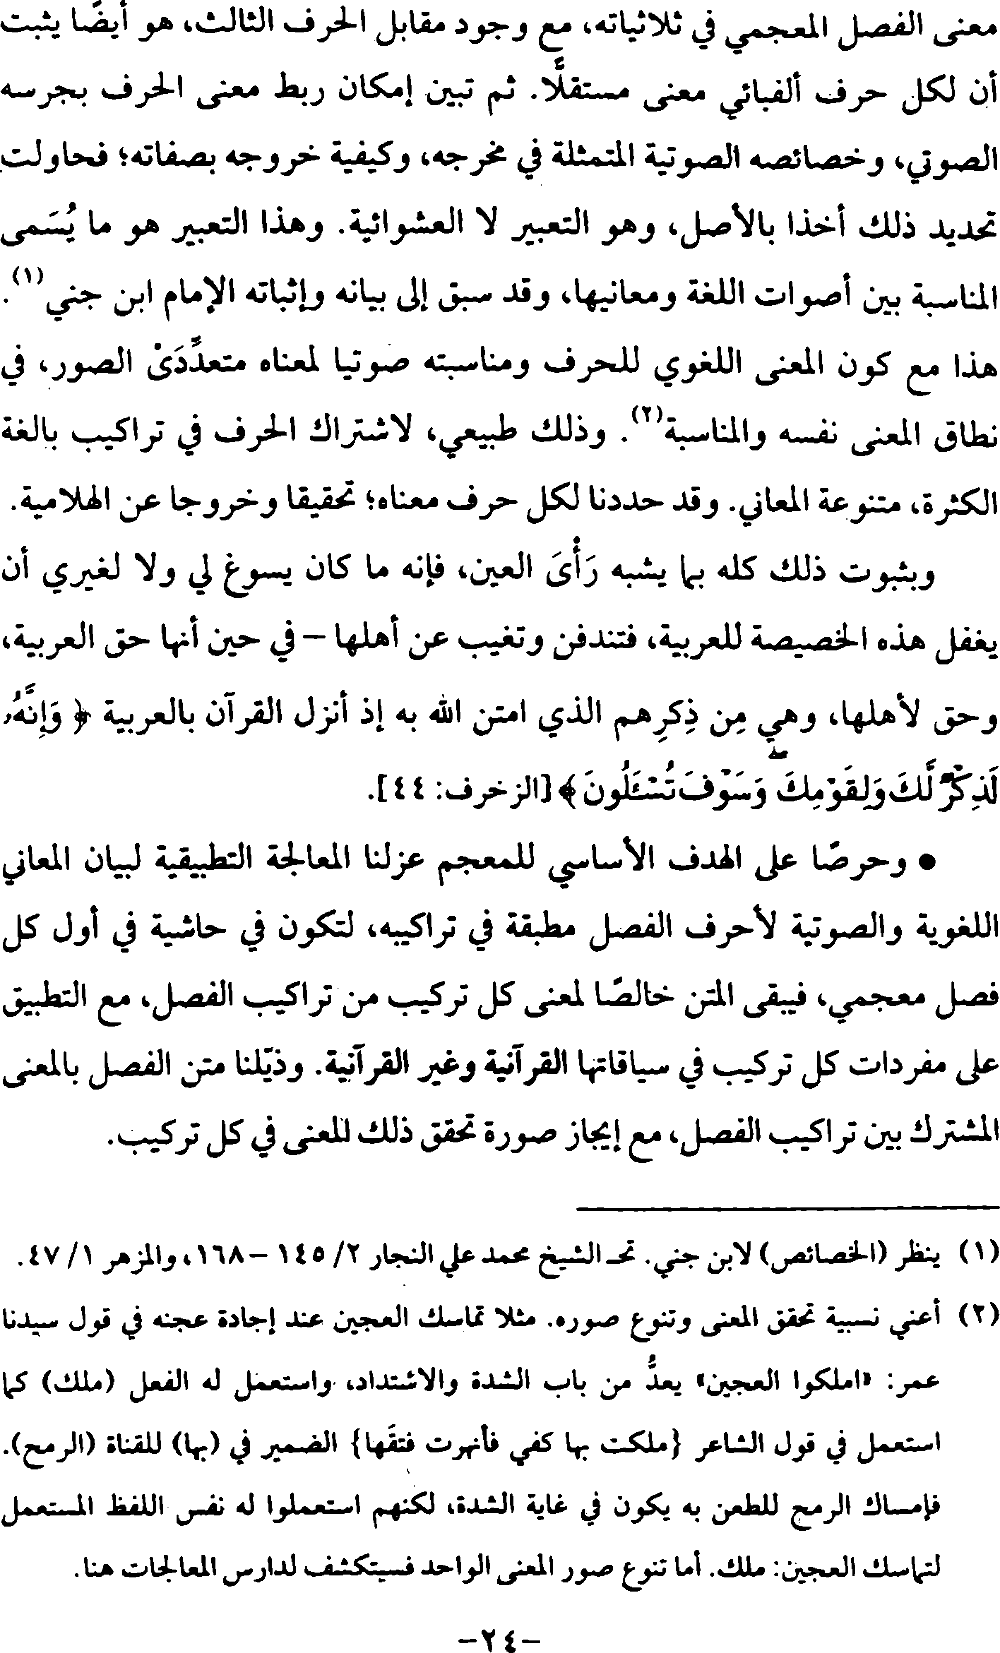 معنى الفصل المعجمي في ثلاثياته، مع وجود مقابل الحرف الثالث، هو أيضًا يثبت
أن لكل حرف ألفبائي معنى مستقلًّا. ثم تبين إمكان ربط معنى الحرف بجرسه
الصوتي، وخصائصه الصوتية المتمثلة في مخرجه، وكيفية خروجه بصفاته؛ فحاولت
تحديد ذلك أخذا بالأصل، وهو التعبير لا العشوائية. وهذا التعبير هو ما يُسَمى
المناسبة بين أصوات اللغة ومعانيها، وقد سبق إلى بيانه وإثباته الإمام ابن جني(١).
هذا مع كون المعنى اللغوي للحرف ومناسبته صوتيا لمعناه متعدِّدَىْ الصور، في
نطاق المعنى نفسه والمناسبة(٢). وذلك طبيعي، لاشتراك الحرف في تراكيب بالغة
الكثرة، متنوعة المعاني. وقد حددنا لكل حرف معناه؛ تحقيقا وخروجا عن الهلامية.
وبثبوت ذلك كله بما يشبه رَأْىَ العين، فإنه ما كان يسوغ لي ولا لغيري أن
يغفل هذه الخصيصة للعربية، فتندفن وتغيب عن أهلها – في حين أنها حق العربية،
وحق لأهلها، وهي مِن ذِكرِهم الذي امتن الله به إذ أنزل القرآن بالعربية ﴿ وَإِنَّهُۥ
لَذِكۡرٞ لَّكَ وَلِقَوۡمِكَۖ وَسَوۡفَ تُسۡـَٔلُونَ ﴾ [الزخرف: ٤٤].
● وحرصًا على الهدف الأساسي للمعجم عزلنا المعالجة التطبيقية لبيان المعاني
اللغوية والصوتية لأحرف الفصل مطبقة في تراكيبه، لتكون في حاشية في أول كل
فصل معجمي، فيبقى المتن خالصًا لمعنى كل تركيب من تراكيب الفصل، مع التطبيق
على مفردات كل تركيب في سياقاتها القرآنية وغير القرآنية. وذيّلنا متن الفصل بالمعنى
المشترك بين تراكيب الفصل، مع إيجاز صورة تحقق ذلك المعنى في كل تركيب.
(١) ينظر (الخصائص) لابن جني. تحـ الشيخ محمد علي النجار ٢/ ١٤٥ – ١٦٨، والمزهر ١/ ٤٧.
(٢) أعني نسبية تحقق المعنى وتنوع صوره. مثلا تماسك العجين عند إجادة عجنه في قول سيدنا
عمر: «املكوا العجين» يعدُّ من باب الشدة والاشتداد، واستعمل له الفعل (ملك) كما
استعمل في قول الشاعر {ملكت بها كفي فأنهرت فتقَها} الضمير في (بها) للقناة (الرمح).
فإمساك الرمح للطعن به يكون في غاية الشدة، لكنهم استعملوا له نفس اللفظ المستعمل
لتماسك العجين: ملك. أما تنوع صور المعنى الواحد فسيتكشف لدارس المعالجات هنا.
–٢٤–